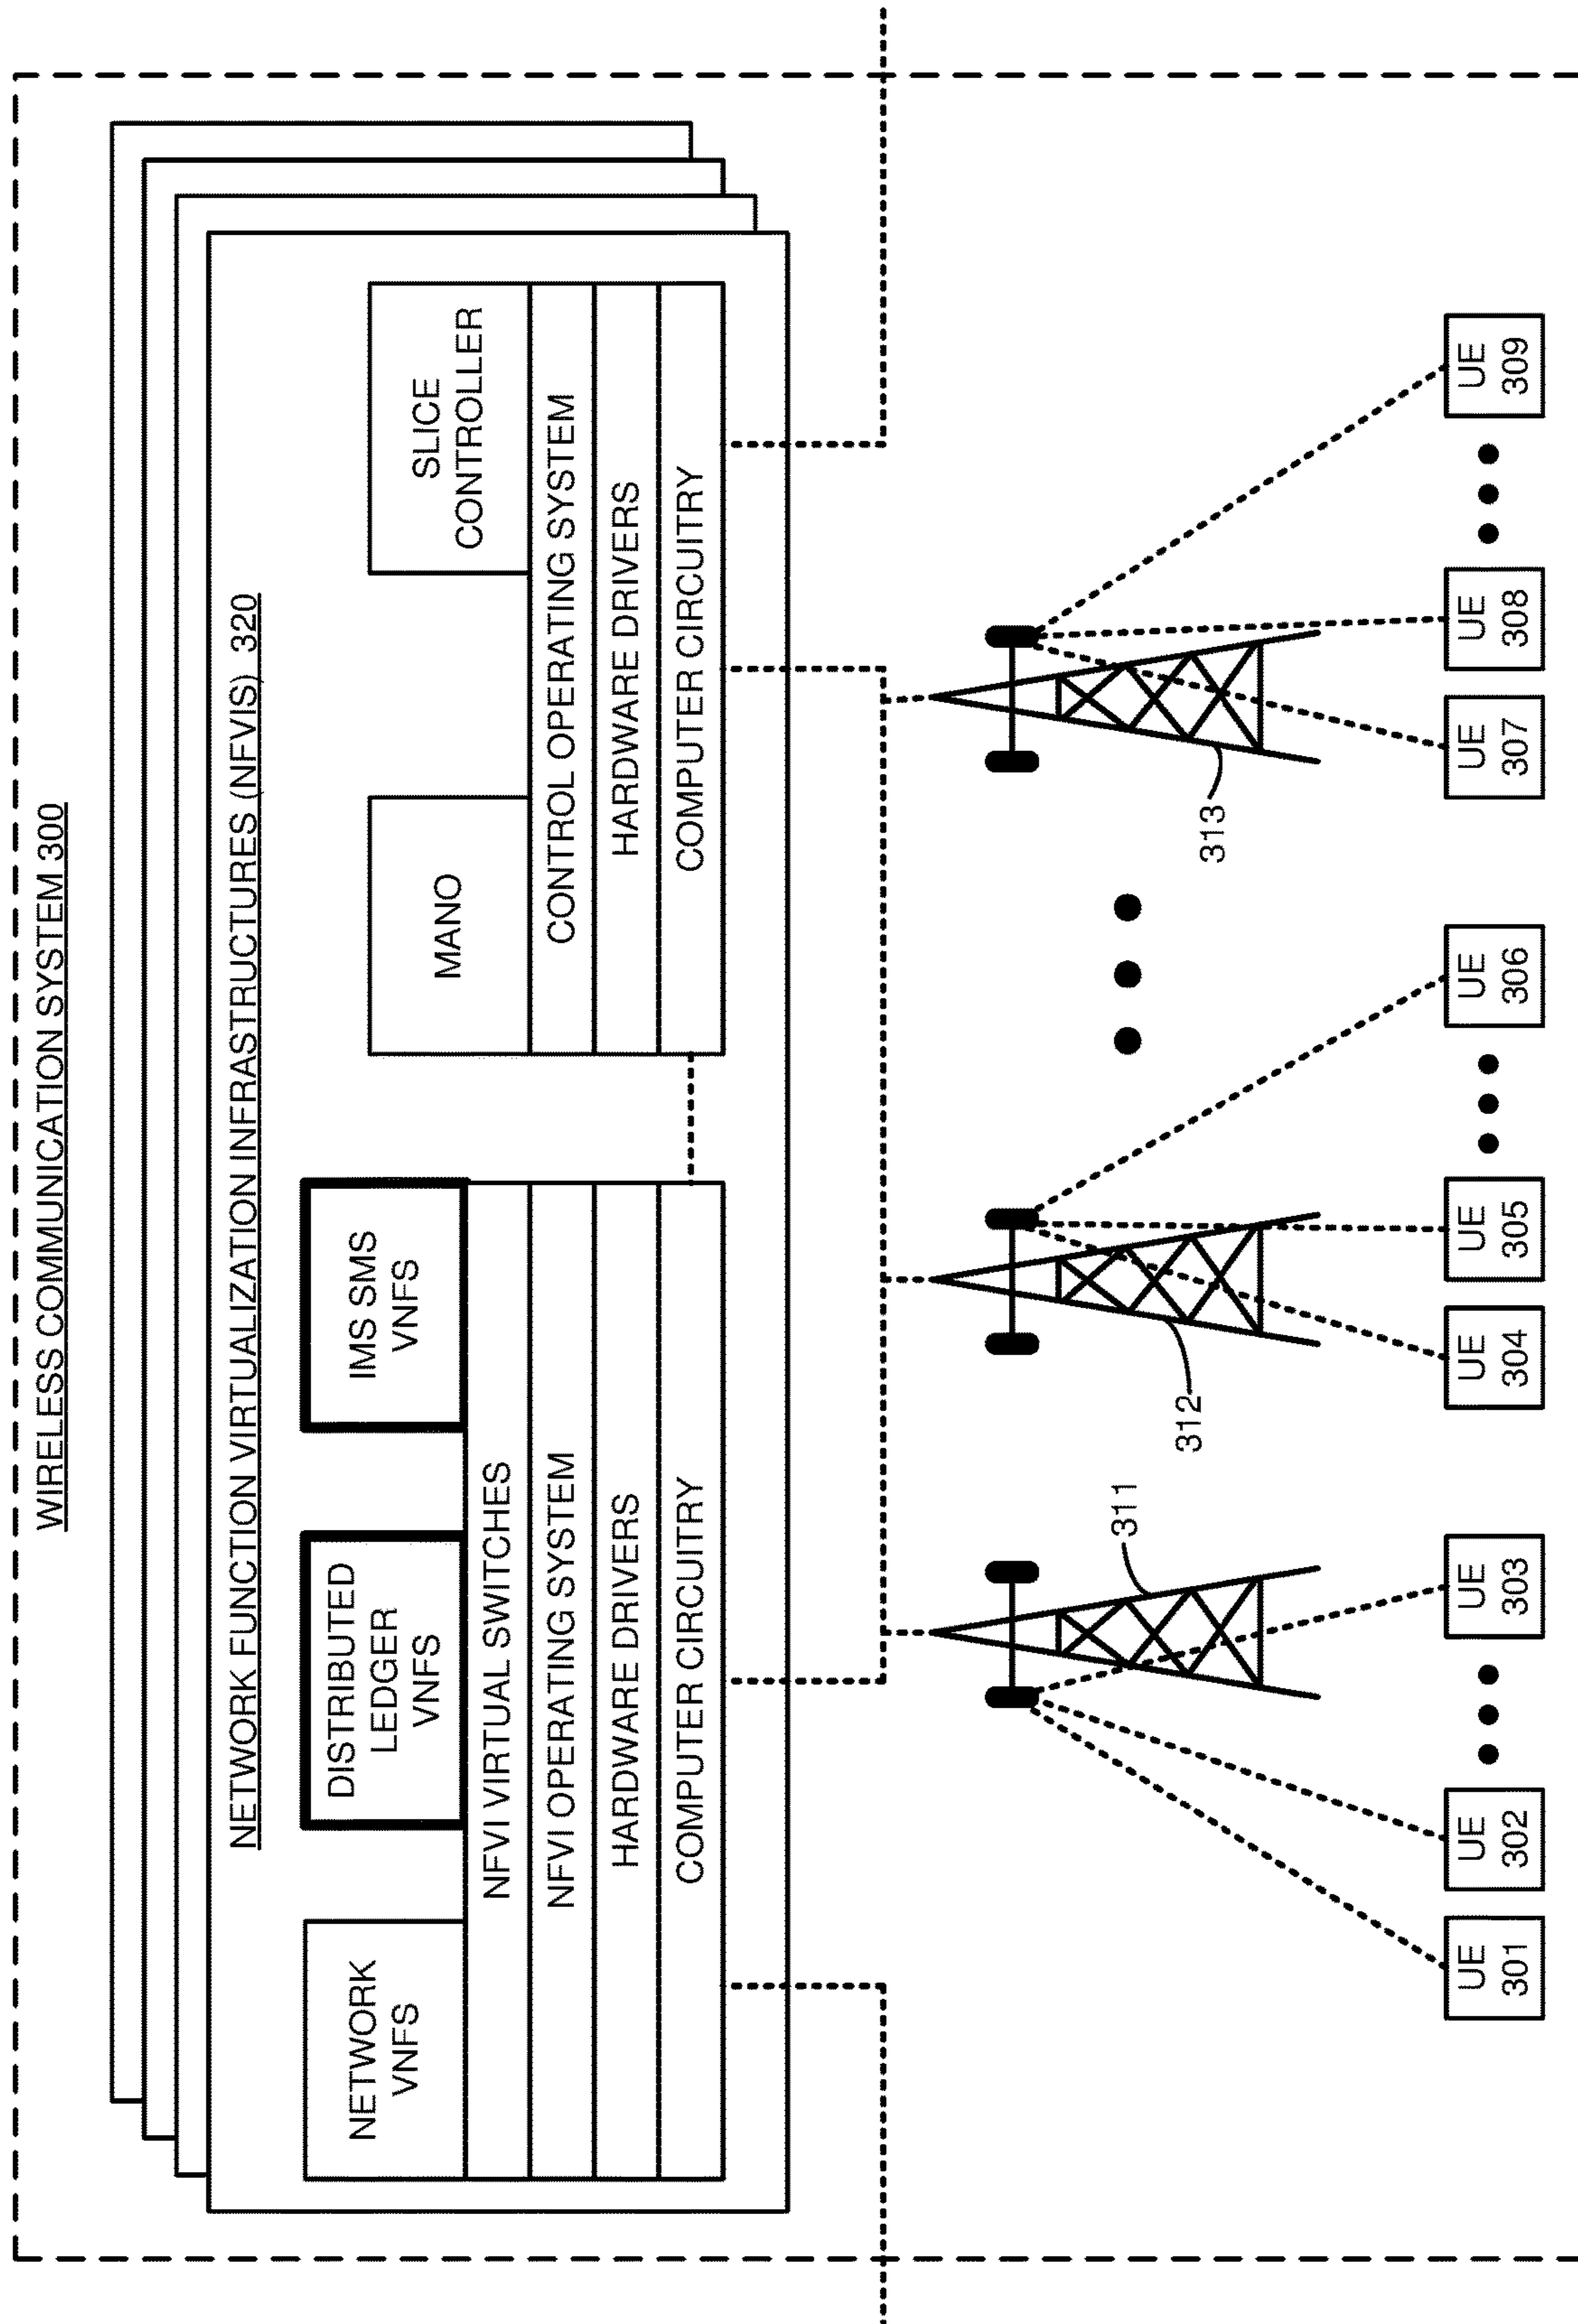 WIRELESS COMMUNICATION SYSTEM 300
NETWORK FUNCTION VIRTUALIZATION INFRASTRUCTURES (NFVIS) 320
NETWORK
VNFS
DISTRIBUTED
LEDGER
VNFS
IMS SMS
VNFS
NFVI VIRTUAL SWITCHES
NFVI OPERATING SYSTEM
HARDWARE DRIVERS
COMPUTER CIRCUITRY
MANO
SLICE
CONTROLLER
CONTROL OPERATING SYSTEM
HARDWARE DRIVERS
COMPUTER CIRCUITRY
311
312
313
UE
301
UE
302
UE
303
UE
304
UE
305
UE
306
UE
307
UE
308
UE
309